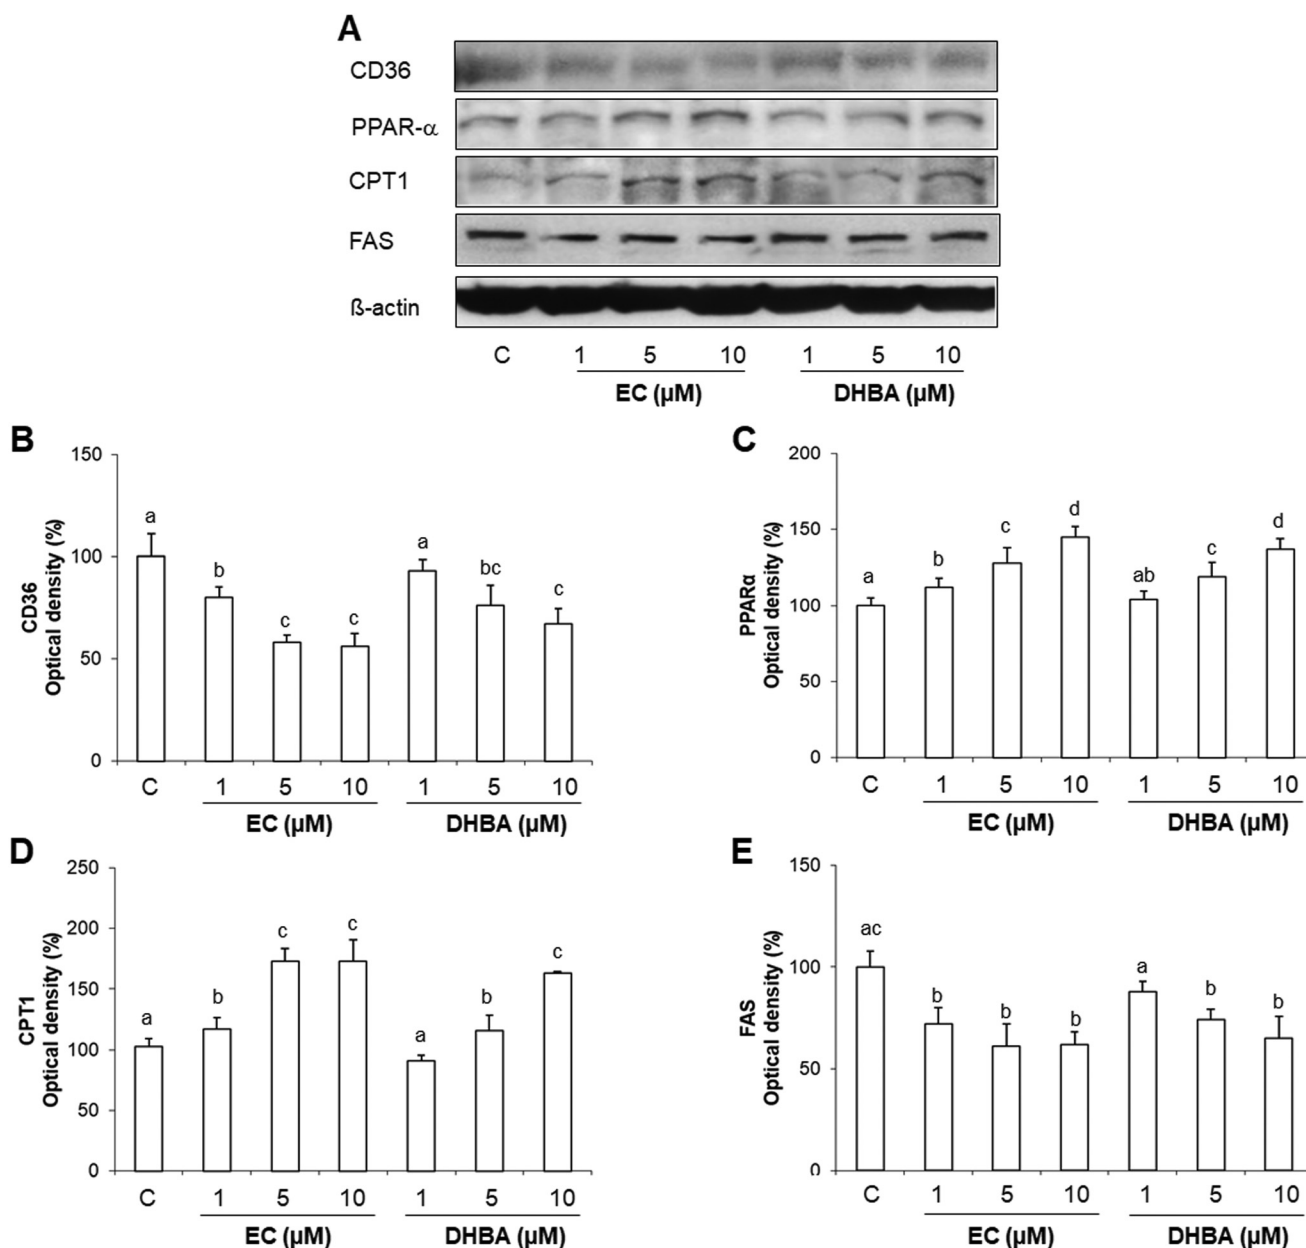 A
CD36
PPAR-α
CPT1
FAS
ß-actin
C 1 5 10 1 5 10
EC (µM) DHBA (µM)
B
CD36
Optical density (%)
150
100
50
0
a b c c a bc c
C 1 5 10 1 5 10
EC (µM) DHBA (µM)
C
PPARα
Optical density (%)
200
150
100
50
0
a b c d ab c d
C 1 5 10 1 5 10
EC (µM) DHBA (µM)
D
CPT1
Optical density (%)
250
200
150
100
50
0
a b c c a b c
C 1 5 10 1 5 10
EC (µM) DHBA (µM)
E
FAS
Optical density (%)
150
100
50
0
ac b b b a b b
C 1 5 10 1 5 10
EC (µM) DHBA (µM)